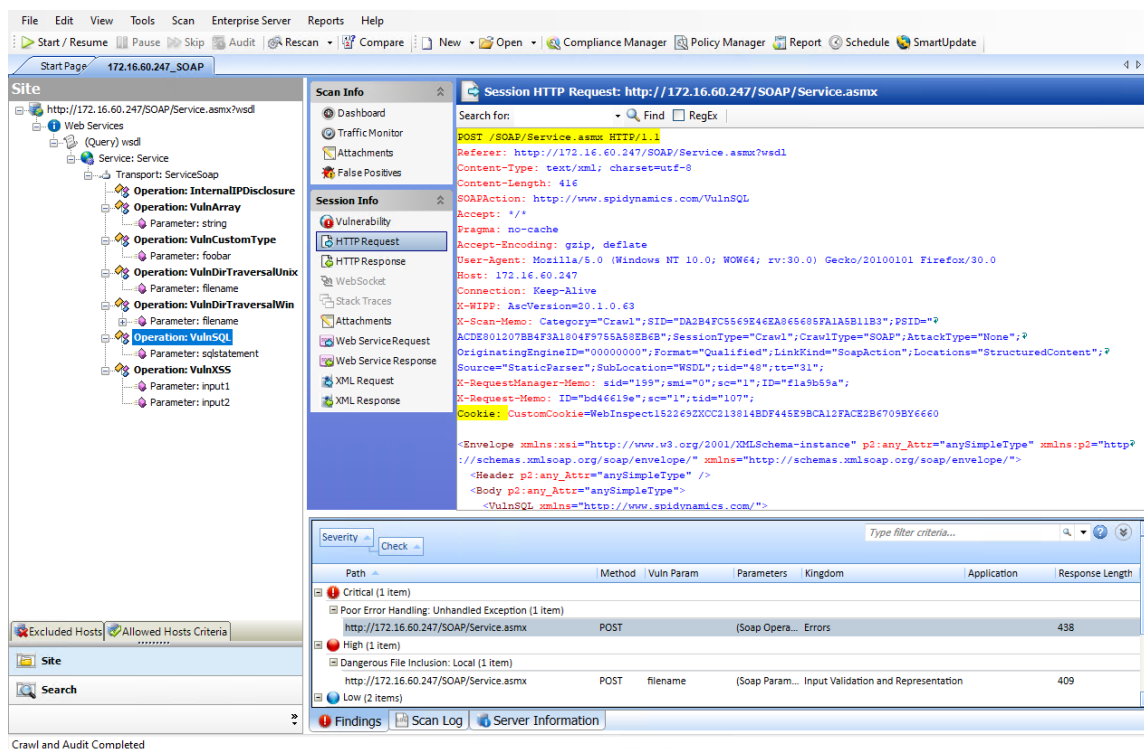 File Edit View Tools Scan Enterprise Server Reports Help
Start / Resume Pause Skip Audit Rescan Compare New Open Compliance Manager Policy Manager Report Schedule SmartUpdate
Start Page 172.16.60.247_SOAP
Site
http://172.16.60.247/SOAP/Service.asmx?wsdl
Web Services
(Query) wsdl
Service: Service
Transport: ServiceSoap
Operation: InternalIPDisclosure
Operation: VulnArray
Parameter: string
Operation: VulnCustomType
Parameter: foobar
Operation: VulnDirTraversalUnix
Parameter: filename
Operation: VulnDirTraversalWin
Parameter: filename
Operation: VulnSQL
Parameter: sqlstatement
Operation: VulnXSS
Parameter: input1
Parameter: input2
Excluded Hosts Allowed Hosts Criteria
Site
Search
Scan Info
Dashboard
Traffic Monitor
Attachments
False Positives
Session Info
Vulnerability
HTTP Request
HTTP Response
WebSocket
Stack Traces
Attachments
Web Service Request
Web Service Response
XML Request
XML Response
Session HTTP Request: http://172.16.60.247/SOAP/Service.asmx
Search for: Find RegEx
POST /SOAP/Service.asmx HTTP/1.1
Referer: http://172.16.60.247/SOAP/Service.asmx?wsdl
Content-Type: text/xml; charset=utf-8
Content-Length: 416
SOAPAction: http://www.spidynamics.com/VulnSQL
Accept: */*
Pragma: no-cache
Accept-Encoding: gzip, deflate
User-Agent: Mozilla/5.0 (Windows NT 10.0; WOW64; rv:30.0) Gecko/20100101 Firefox/30.0
Host: 172.16.60.247
Connection: Keep-Alive
X-WIPP: AscVersion=20.1.0.63
X-Scan-Memo: Category="Crawl";SID="DA2B4FC5569E46EA865685FA1A5B11B3";PSID="
ACDE801207BB4F3A1804F9755A58EB6B";SessionType="Crawl";CrawlType="SOAP";AttackType="None";
OriginatingEngineID="00000000";Format="Qualified";LinkKind="SoapAction";Locations="StructuredContent";
Source="StaticParser";SubLocation="WSDL";tid="48";tt="31";
X-RequestManager-Memo: sid="199";smi="0";sc="1";ID="f1a9b59a";
X-Request-Memo: ID="bd46619e";sc="1";tid="107";
Cookie: CustomCookie=WebInspect152269ZXCC213814BDF445E9BCA12FACE2B6709BY6660
<Envelope xmlns:xsi="http://www.w3.org/2001/XMLSchema-instance" p2:any_Attr="anySimpleType" xmlns:p2="http
://schemas.xmlsoap.org/soap/envelope/" xmlns="http://schemas.xmlsoap.org/soap/envelope/">
<Header p2:any_Attr="anySimpleType" />
<Body p2:any_Attr="anySimpleType">
<VulnSQL xmlns="http://www.spidynamics.com/">
Severity
Check
Type filter criteria...
Path Method Vuln Param Parameters Kingdom Application Response Length
Critical (1 item)
Poor Error Handling: Unhandled Exception (1 item)
http://172.16.60.247/SOAP/Service.asmx POST (Soap Opera... Errors 438
High (1 item)
Dangerous File Inclusion: Local (1 item)
http://172.16.60.247/SOAP/Service.asmx POST filename (Soap Param... Input Validation and Representation 409
Low (2 items)
Findings Scan Log Server Information
Crawl and Audit Completed